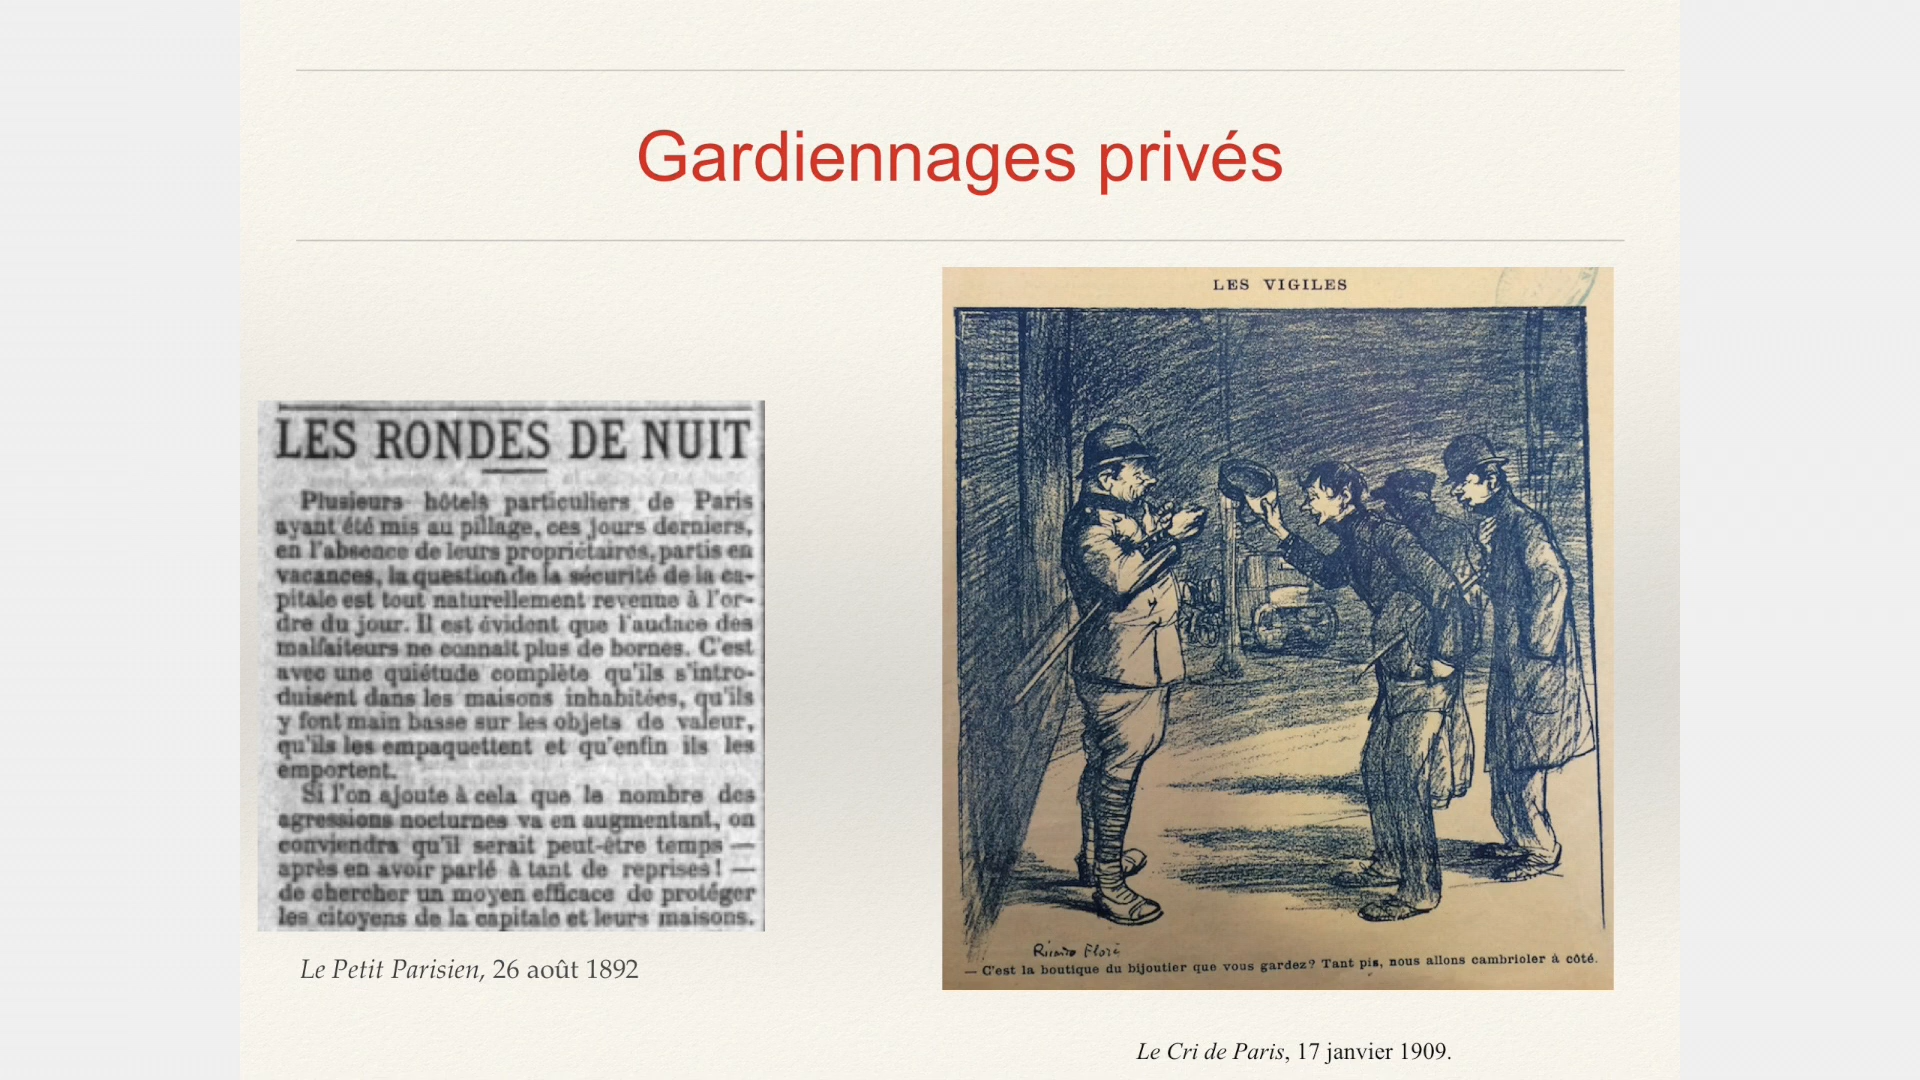 Gardiennages privés
LES RONDES DE NUIT
Plusieurs hôtels particuliers de Paris
ayant été mis au pillage, ces jours derniers,
en l'absence de leurs propriétaires, partis en
vacances, la question de la sécurité de la ca-
pitale est tout naturellement revenue à l'or-
dre du jour. Il est évident que l'audace des
malfaiteurs ne connait plus de bornes. C'est
avec une quiétude complète qu'ils s'intro-
duisent dans les maisons inhabitées, qu'ils
y font main basse sur les objets de valeur,
qu'ils les empaquettent et qu'enfin ils les
emportent.
Si l'on ajoute à cela que le nombre des
agressions nocturnes va en augmentant, on
conviendra qu'il serait peut-être temps —
après en avoir parlé à tant de reprises! —
de chercher un moyen efficace de protéger
les citoyens de la capitale et leurs maisons.
Le Petit Parisien, 26 août 1892
LES VIGILES
— C'est la boutique du bijoutier que vous gardez? Tant pis, nous allons cambrioler à côté.
Le Cri de Paris, 17 janvier 1909.